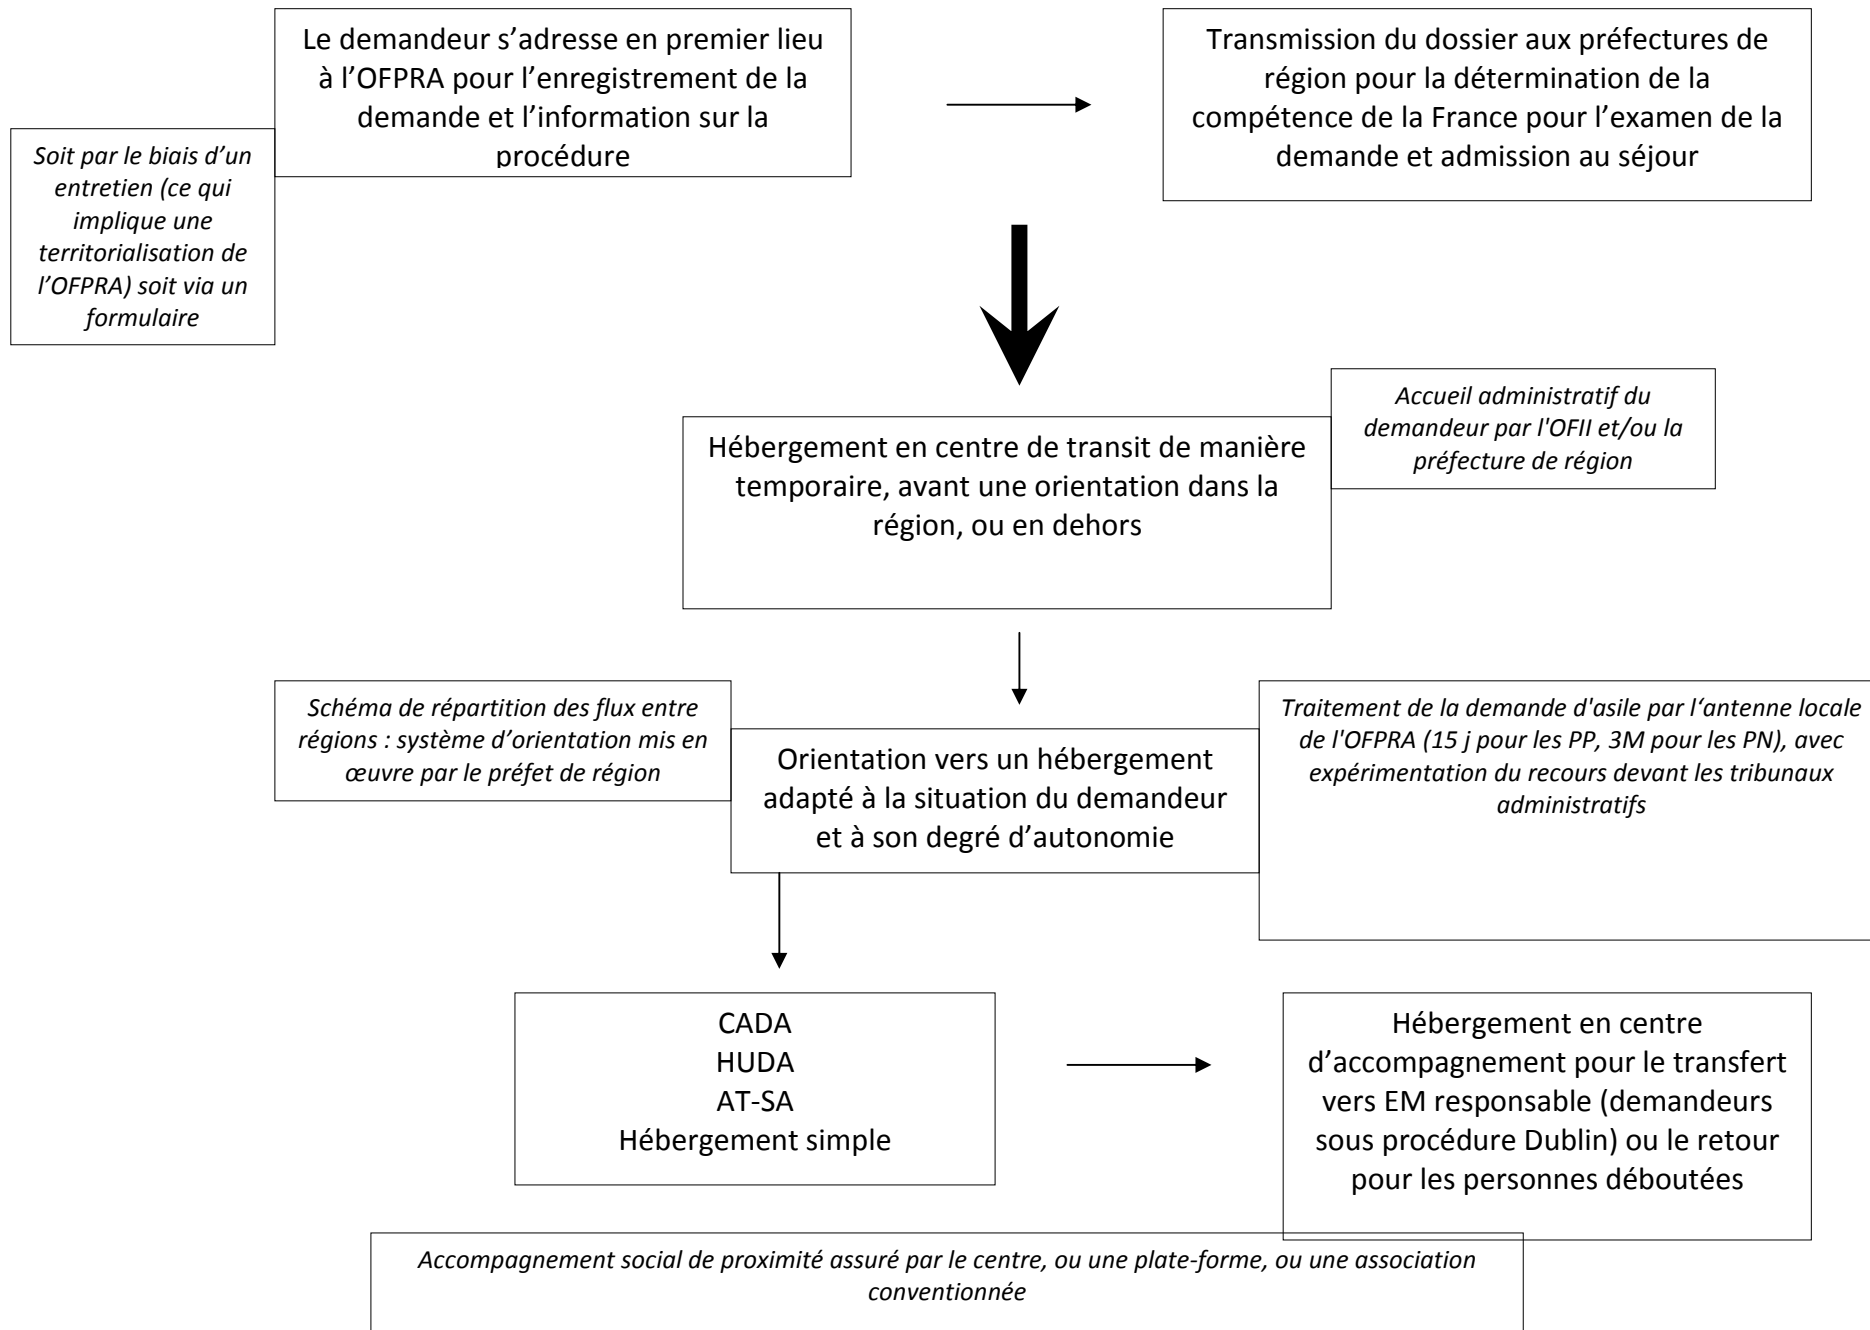 Le demandeur s’adresse en premier lieu
à l’OFPRA pour l’enregistrement de la
demande et l’information sur la
procédure
Transmission du dossier aux préfectures de
région pour la détermination de la
compétence de la France pour l’examen de la
demande et admission au séjour
Soit par le biais d’un
entretien (ce qui
implique une
territorialisation de
l’OFPRA) soit via un
formulaire
Accueil administratif du
demandeur par l'OFII et/ou la
préfecture de région
Hébergement en centre de transit de manière
temporaire, avant une orientation dans la
région, ou en dehors
Schéma de répartition des flux entre
régions : système d’orientation mis en
œuvre par le préfet de région
Orientation vers un hébergement
adapté à la situation du demandeur
et à son degré d’autonomie
Traitement de la demande d'asile par l‘antenne locale
de l'OFPRA (15 j pour les PP, 3M pour les PN), avec
expérimentation du recours devant les tribunaux
administratifs
CADA
HUDA
AT-SA
Hébergement simple
Hébergement en centre
d’accompagnement pour le transfert
vers EM responsable (demandeurs
sous procédure Dublin) ou le retour
pour les personnes déboutées
Accompagnement social de proximité assuré par le centre, ou une plate-forme, ou une association
conventionnée